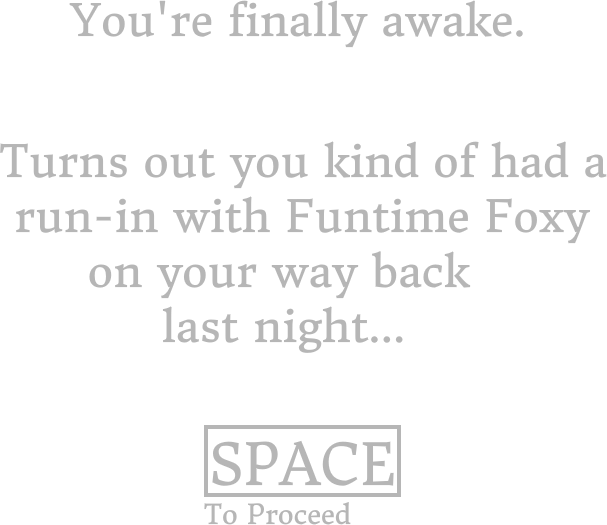 You're finally awake.
Turns out you kind of had a
run-in with Funtime Foxy
on your way back
last night...
SPACE
To Proceed